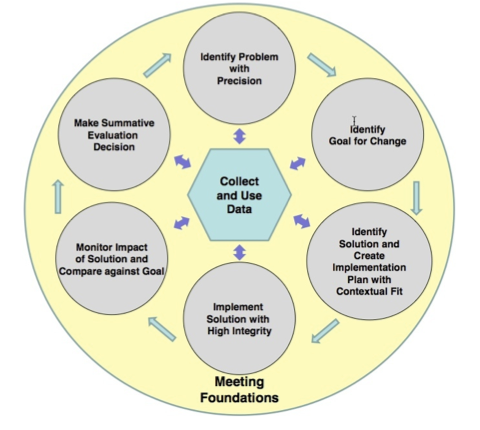 Identify Problem
with
Precision
Identify
Goal for Change
Identify
Solution and
Create
Implementation
Plan with
Contextual Fit
Implement
Solution with
High Integrity
Monitor Impact
of Solution and
Compare against Goal
Make Summative
Evaluation
Decision
Collect
and Use
Data
Meeting
Foundations